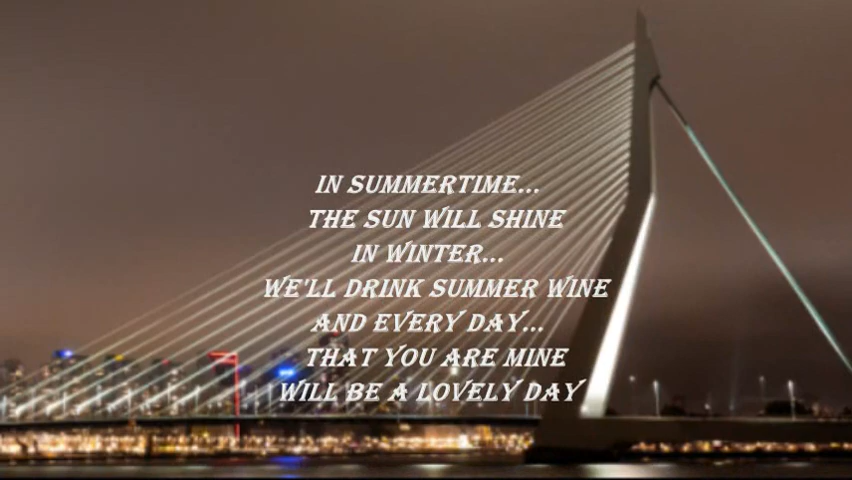 IN SUMMERTIME...
THE SUN WILL SHINE
IN WINTER...
WE'LL DRINK SUMMER WINE
AND EVERY DAY...
THAT YOU ARE MINE
WILL BE A LOVELY DAY